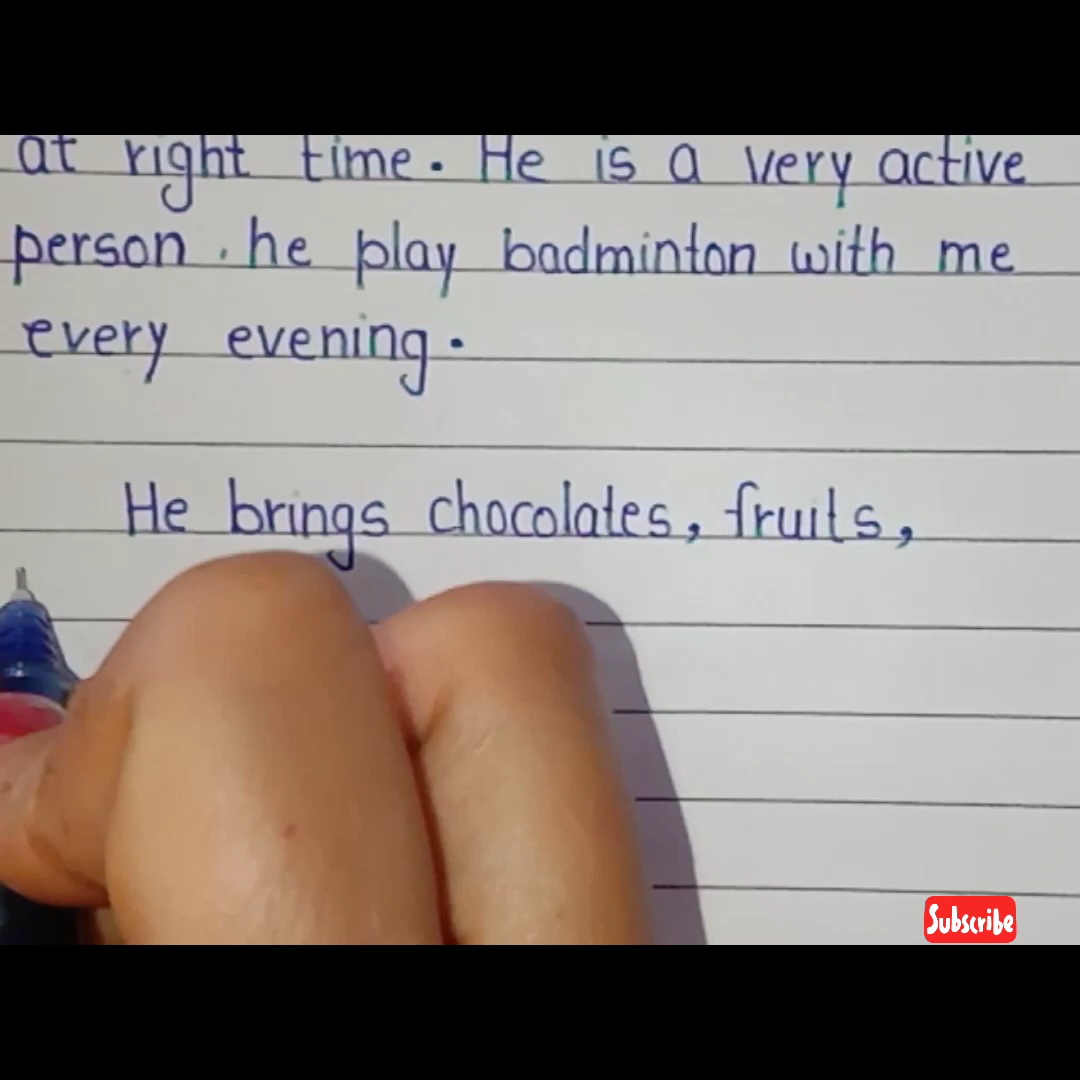 at right time. He is a very active
person. he play badminton with me
every evening.
He brings chocolates, fruits,
Subscribe